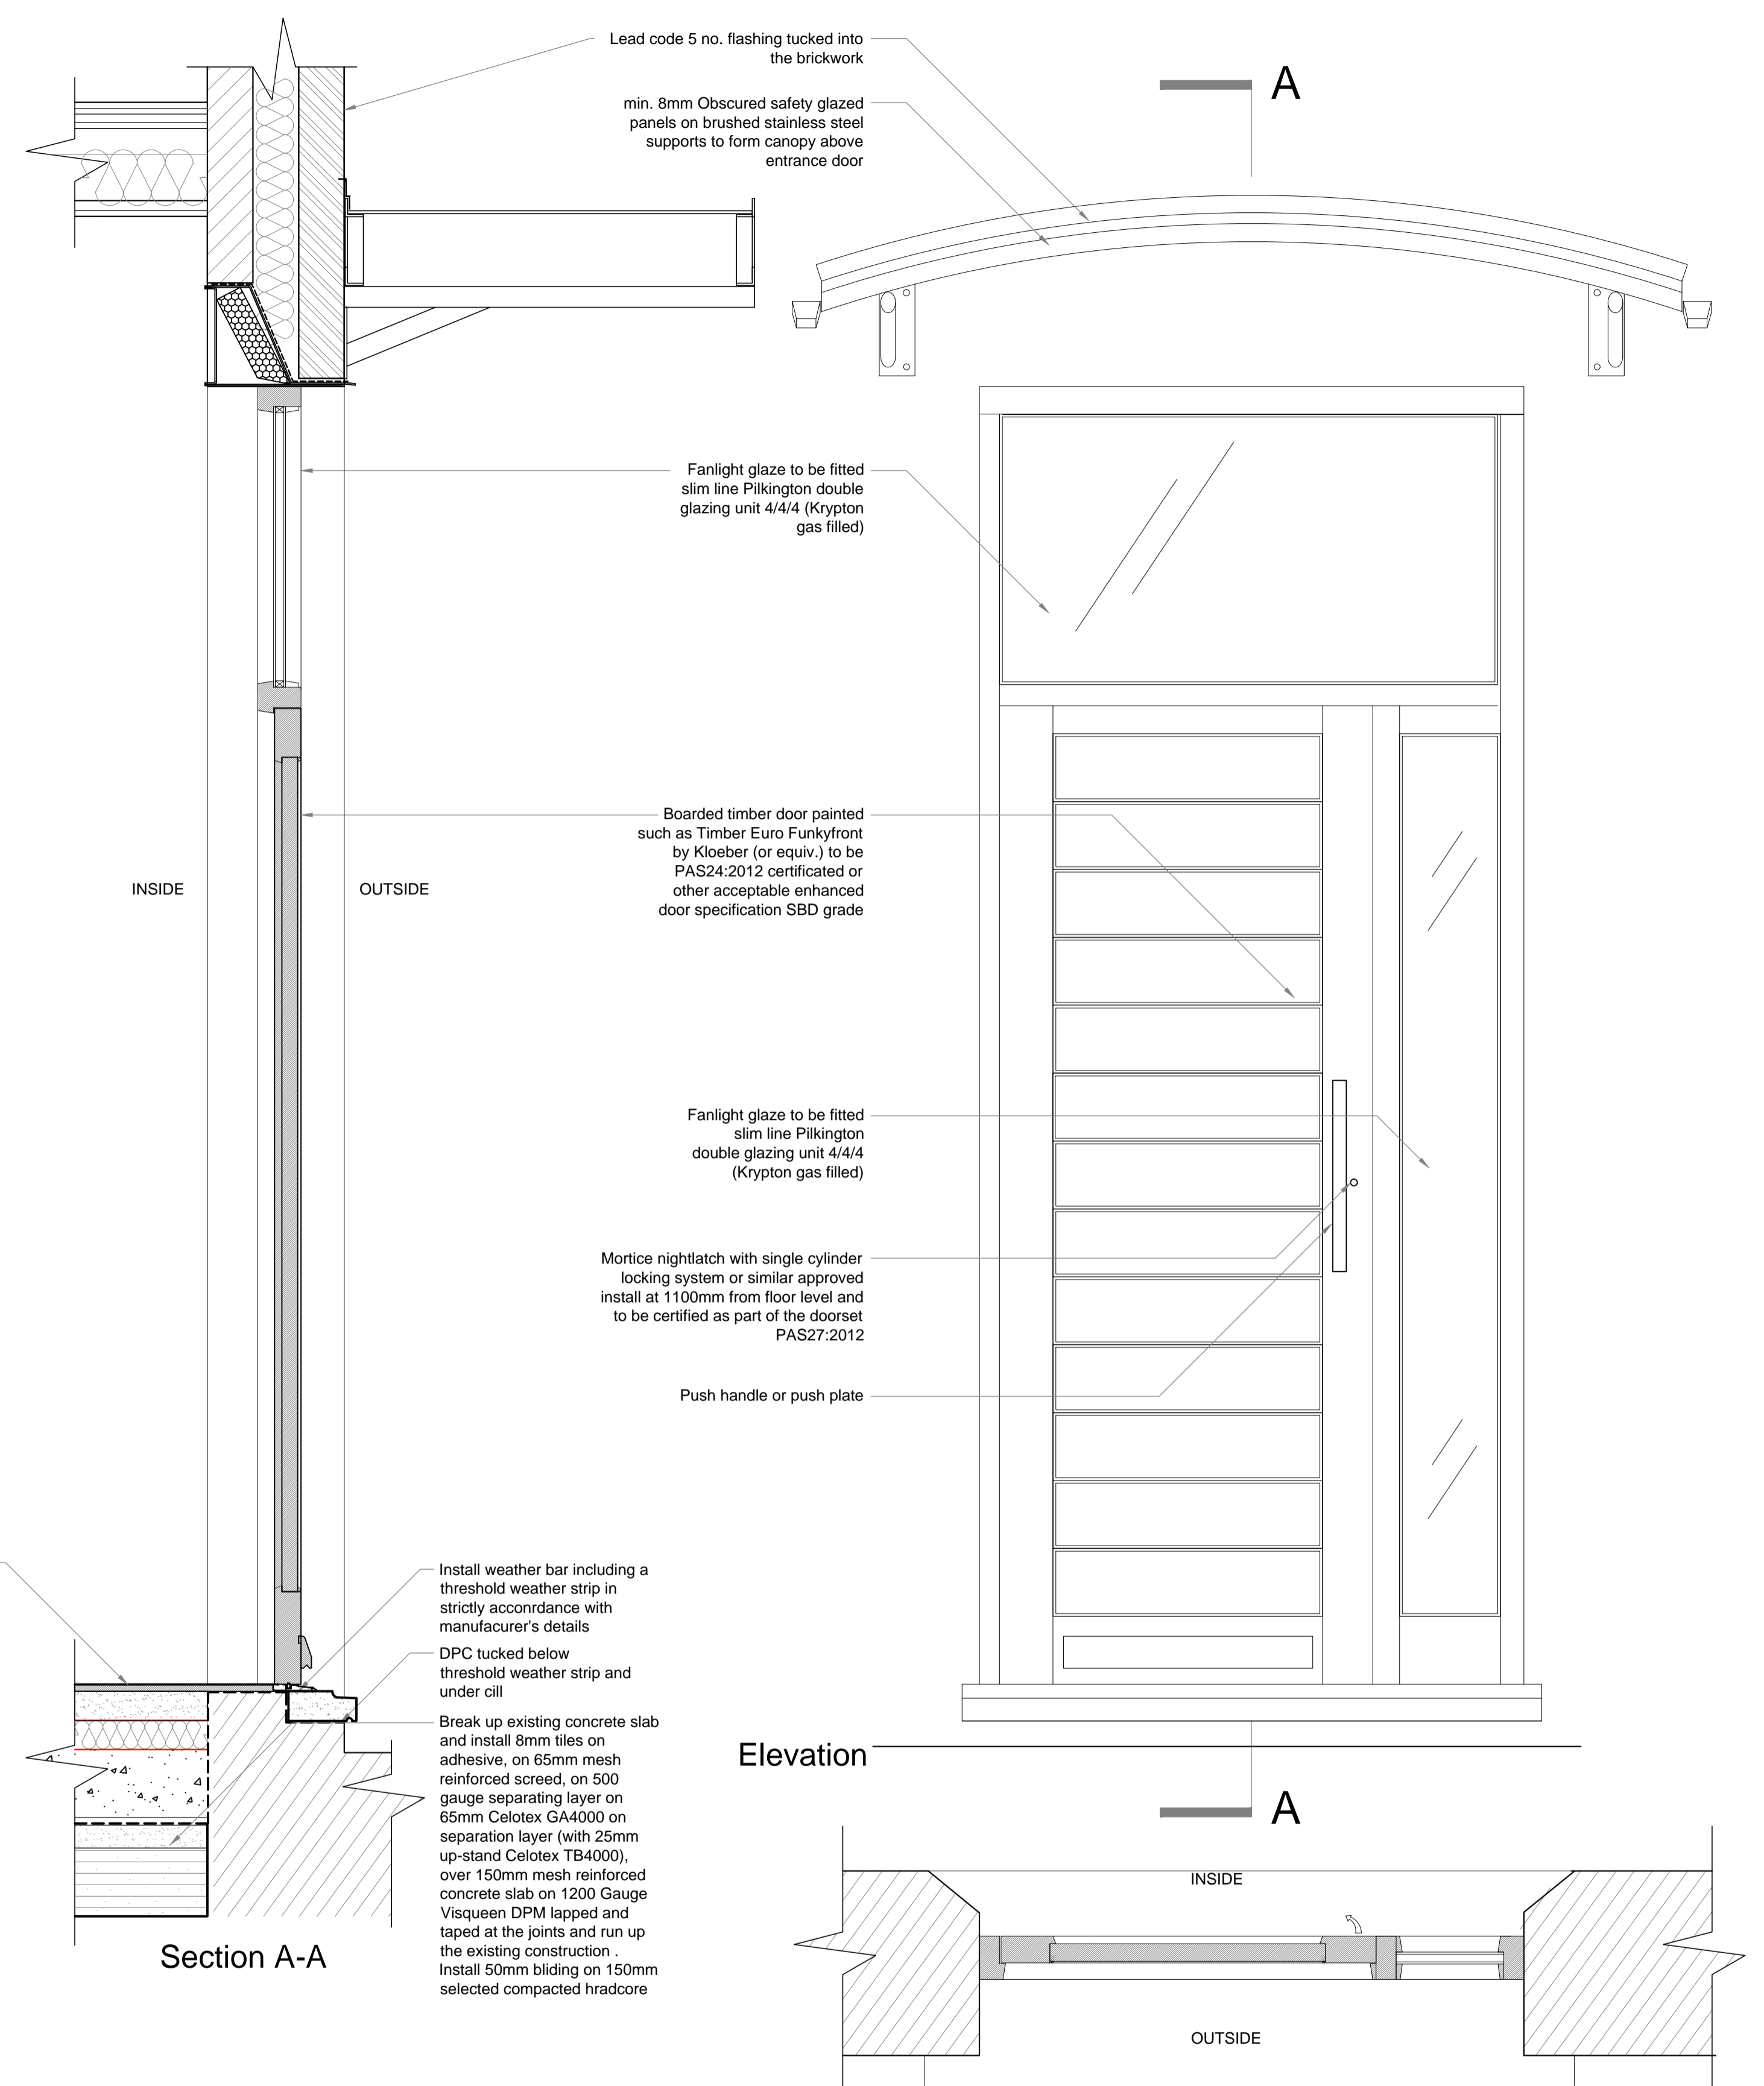 Lead code 5 no. flashing tucked into
the brickwork
A
min. 8mm Obscured safety glazed
panels on brushed stainless steel
supports to form canopy above
entrance door
Fanlight glaze to be fitted
slim line Pilkington double
glazing unit 4/4/4 (Krypton
gas filled)
Boarded timber door painted
such as Timber Euro Funkyfront
by Kloeber (or equiv.) to be
PAS24:2012 certificated or
other acceptable enhanced
door specification SBD grade
INSIDE
OUTSIDE
Fanlight glaze to be fitted
slim line Pilkington
double glazing unit 4/4/4
(Krypton gas filled)
Mortice nightlatch with single cylinder
locking system or similar approved
install at 1100mm from floor level and
to be certified as part of the doorset
PAS27:2012
Push handle or push plate
Install weather bar including a
threshold weather strip in
strictly acconrdance with
manufacurer's details
DPC tucked below
threshold weather strip and
under cill
Break up existing concrete slab
and install 8mm tiles on
adhesive, on 65mm mesh
reinforced screed, on 500
gauge separating layer on
65mm Celotex GA4000 on
separation layer (with 25mm
up-stand Celotex TB4000),
over 150mm mesh reinforced
concrete slab on 1200 Gauge
Visqueen DPM lapped and
taped at the joints and run up
the existing construction .
Install 50mm bliding on 150mm
selected compacted hradcore
Section A-A
Elevation
A
INSIDE
OUTSIDE